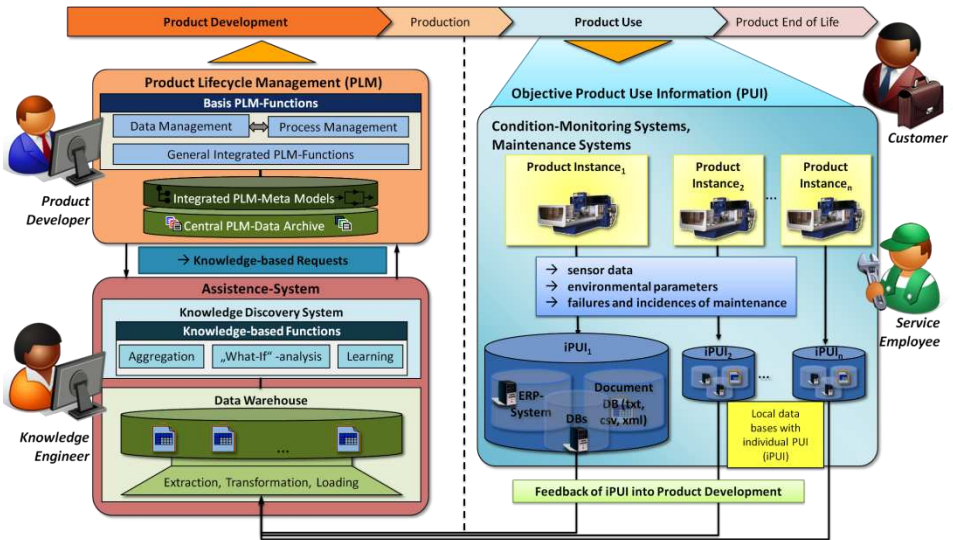 Product Development
Production
Product Use
Product End of Life
Product Lifecycle Management (PLM)
Basis PLM-Functions
Data Management
Process Management
General Integrated PLM-Functions
Integrated PLM-Meta Models
Central PLM-Data Archive
Product
Developer
→ Knowledge-based Requests
Assistence-System
Knowledge Discovery System
Knowledge-based Functions
Aggregation
„What-If“ -analysis
Learning
Data Warehouse
...
Extraction, Transformation, Loading
Knowledge
Engineer
Objective Product Use Information (PUI)
Customer
Condition-Monitoring Systems,
Maintenance Systems
Product Instance1
Product
Instance2
...
Product
Instancen
→ sensor data
→ environmental parameters
→ failures and incidences of maintenance
Service
Employee
iPUI1
ERP-
System
Document
DB (txt,
csv, xml)
DBs
iPUI2
...
iPUIn
Local data
bases with
individual PUI
(iPUI)
Feedback of iPUI into Product Development